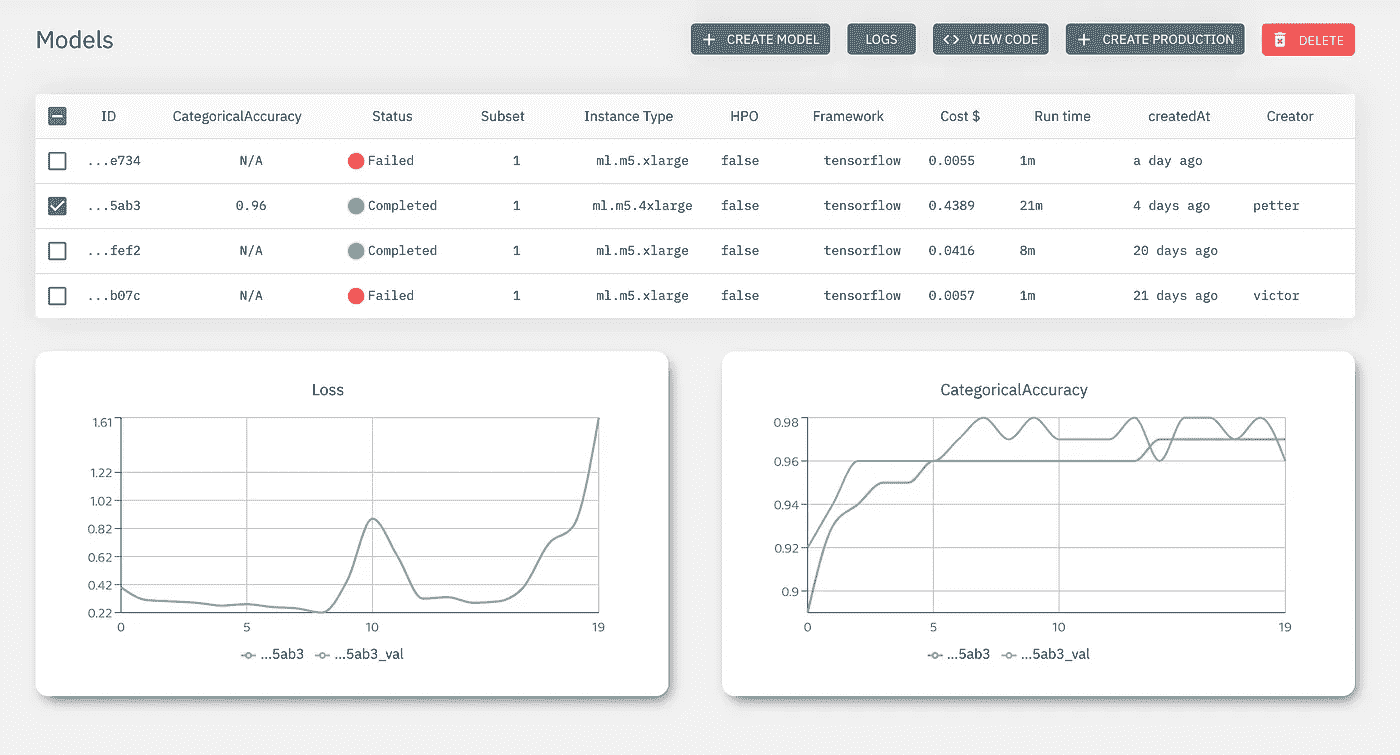 Models
CREATE MODEL LOGS <> VIEW CODE CREATE PRODUCTION DELETE
ID CategoricalAccuracy Status Subset Instance Type HPO Framework Cost $ Run time createdAt Creator
...e734 N/A Failed 1 ml.m5.xlarge false tensorflow 0.0055 1m a day ago
...5ab3 0.96 Completed 1 ml.m5.4xlarge false tensorflow 0.4389 21m 4 days ago petter
...fef2 N/A Completed 1 ml.m5.xlarge false tensorflow 0.0416 8m 20 days ago
...b07c N/A Failed 1 ml.m5.xlarge false tensorflow 0.0057 1m 21 days ago victor
Loss
1.61
1.22
1.02
0.82
0.62
0.42
0.22
0 5 10 19
...5ab3 ...5ab3_val
CategoricalAccuracy
0.98
0.96
0.94
0.92
0.9
0 5 10 19
...5ab3 ...5ab3_val